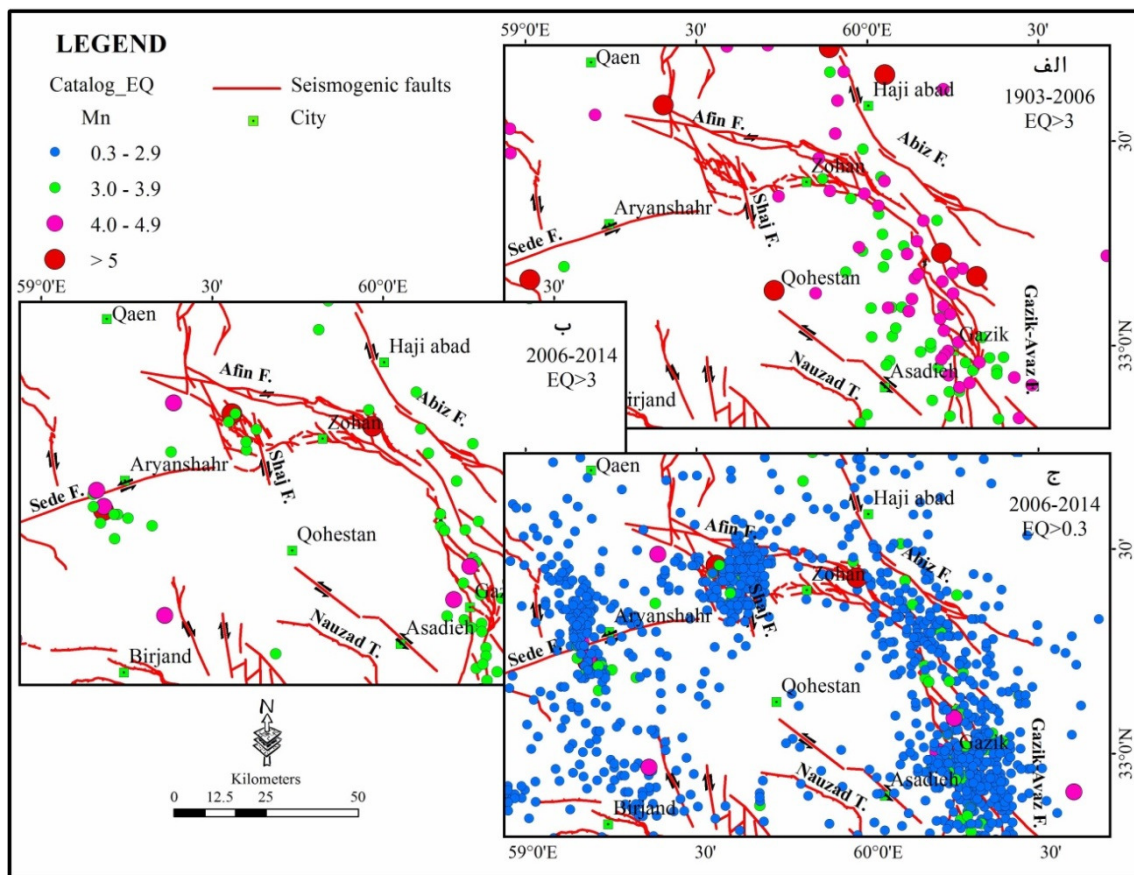 LEGEND
Catalog_EQ
Mn
0.3 - 2.9
3.0 - 3.9
4.0 - 4.9
> 5
Seismogenic faults
City
59°0'E
30'
60°0'E
30'
الف
1903-2006
EQ>3
Qaen
Haji abad
Afin F.
Abiz F.
Zohan
Shaj F.
Aryanshahr
Sede F.
Qohestan
Gazik
Gazik-Avaz F.
Nauzad T.
Asadieh
irjand
30'
33°0'N
59°0'E
30'
60°0'E
30'
ب
2006-2014
EQ>3
Qaen
Haji abad
Afin F.
Abiz F.
Zohan
Shaj F.
Aryanshahr
Sede F.
Qohestan
Gaz
Nauzad T.
Asadieh
Birjand
ج
2006-2014
EQ>0.3
Qaen
Haji abad
Afin F.
Abiz F.
Zohan
Shaj F.
Aryanshahr
Sede F.
Qohestan
Gazik
Gazik-Avaz F.
Nauzad T.
Asadieh
Birjand
30'
33°0'N
59°0'E
30'
60°0'E
30'
N
Kilometers
0 12.5 25 50